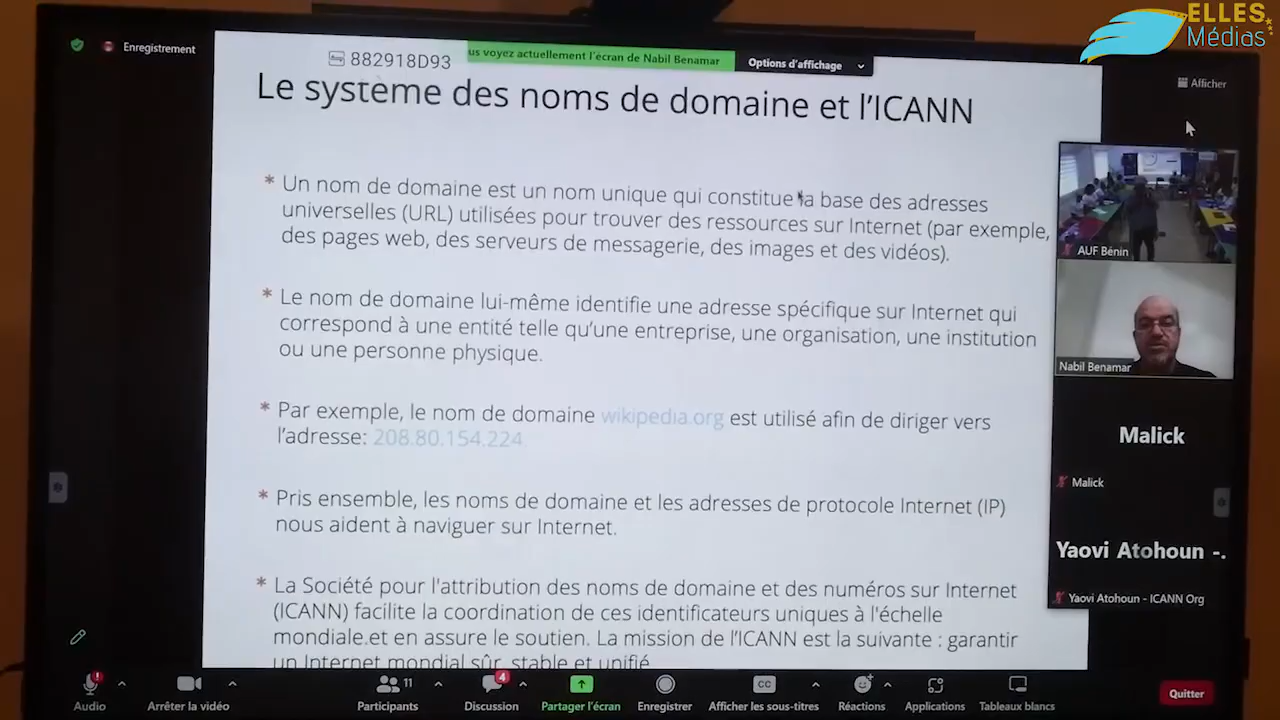 ELLES
Médias
Enregistrement
882918D93
us voyez actuellement l'écran de Nabil Benamar
Options d'affichage
Afficher
Le système des noms de domaine et l'ICANN
* Un nom de domaine est un nom unique qui constitue la base des adresses
universelles (URL) utilisées pour trouver des ressources sur Internet (par exemple,
des pages web, des serveurs de messagerie, des images et des vidéos).
* Le nom de domaine lui-même identifie une adresse spécifique sur Internet qui
correspond à une entité telle qu'une entreprise, une organisation, une institution
ou une personne physique.
* Par exemple, le nom de domaine wikipedia.org est utilisé afin de diriger vers
l'adresse: 208.80.154.224.
* Pris ensemble, les noms de domaine et les adresses de protocole Internet (IP)
nous aident à naviguer sur Internet.
* La Société pour l'attribution des noms de domaine et des numéros sur Internet
(ICANN) facilite la coordination de ces identificateurs uniques à l'échelle
mondiale.et en assure le soutien. La mission de l'ICANN est la suivante : garantir
un Internet mondial sûr, stable et unifié
AUF Bénin
Nabil Benamar
Malick
Malick
Yaovi Atohoun -.
Yaovi Atohoun - ICANN Org
Audio
Arrêter la vidéo
11
Participants
4
Discussion
Partager l'écran
Enregistrer
CC
Afficher les sous-titres
Réactions
Applications
Tableaux blancs
Quitter